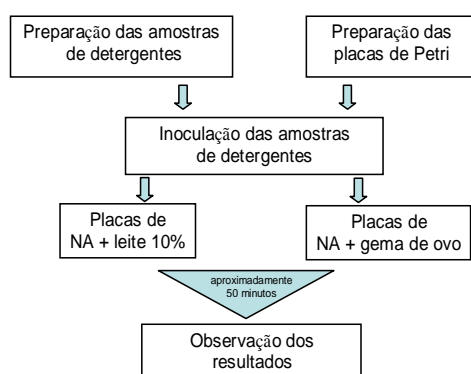 Preparação das amostras
de detergentes
Preparação das
placas de Petri
Inoculação das amostras
de detergentes
Placas de
NA + leite 10%
Placas de
NA + gema de ovo
aproximadamente
50 minutos
Observação dos
resultados